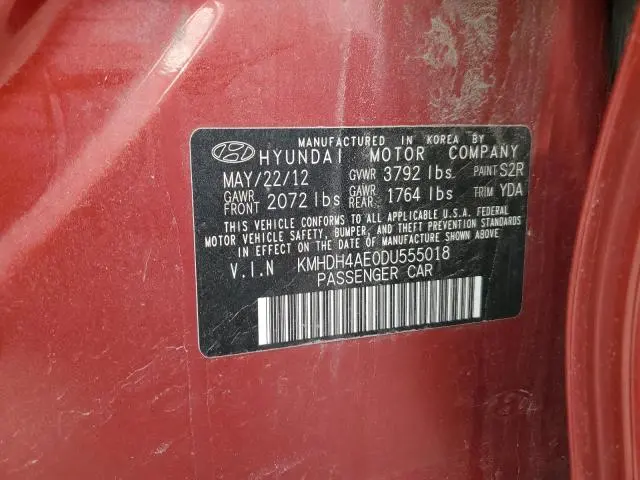 MANUFACTURED IN KOREA BY
HYUNDAI MOTOR COMPANY
MAY/22/12 GVWR 3792 lbs. PAINT S2R
GAWR FRONT 2072 lbs GAWR REAR 1764 lbs TRIM YDA
THIS VEHICLE CONFORMS TO ALL APPLICABLE U.S.A. FEDERAL
MOTOR VEHICLE SAFETY, BUMPER, AND THEFT PREVENTION STANDARDS
IN EFFECT ON THE DATE OF MANUFACTURE SHOWN ABOVE.
V.I.N KMHDH4AE0DU555018
PASSENGER CAR